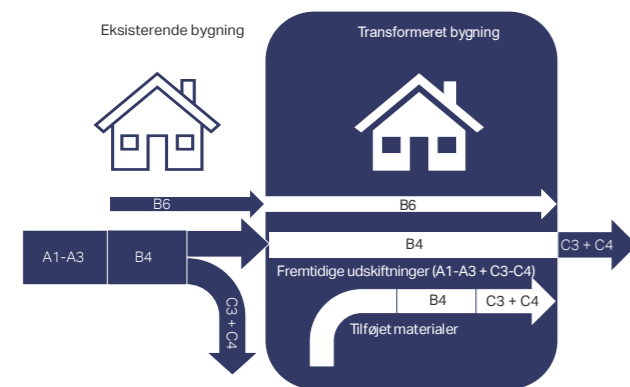 Eksisterende bygning
Transformeret bygning
B6
B6
A1-A3
B4
B4
C3 + C4
Fremtidige udskiftninger (A1-A3 + C3-C4)
C3 + C4
B4
C3 + C4
Tilføjet materialer